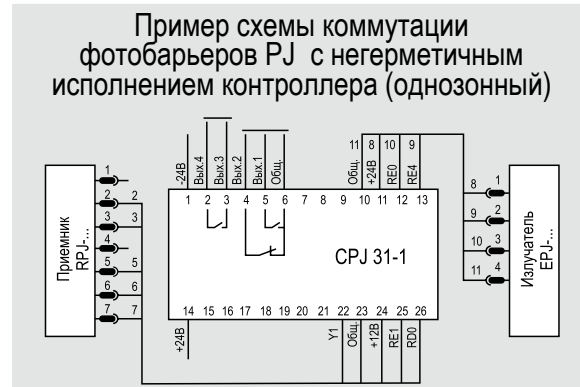 Пример схемы коммутации
фотобарьеров PJ с негерметичным
исполнением контроллера (однозонный)
-24В
Вых.4
Вых.3
Вых.2
Вых.1
Общ.
11 8 10 9
Общ.
+24В
RE0
RE4
1 2 3 4 5 6 7 8 9 10 11 12 13
CPJ 31-1
14 15 16 17 18 19 20 21 22 23 24 25 26
+24В
Y1
Общ.
+12В
RE1
RD0
Приемник
RPJ-...
1
2 2
3 3
4
5 5
6 6
7 7
8 1
9 2
10 3
11 4
Излучатель
EPJ-...